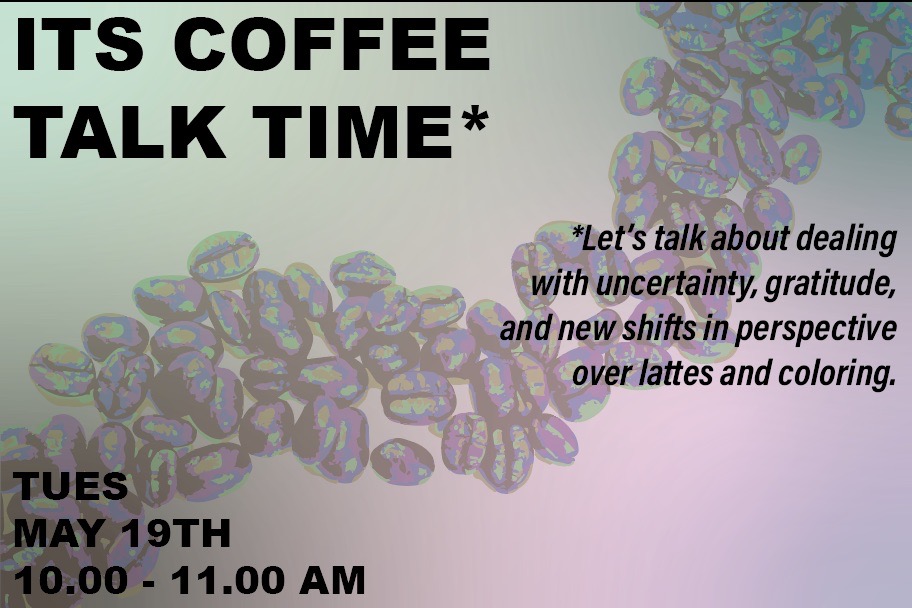 ITS COFFEE
TALK TIME*
*Let's talk about dealing
with uncertainty, gratitude,
and new shifts in perspective
over lattes and coloring.
TUES
MAY 19TH
10.00 - 11.00 AM